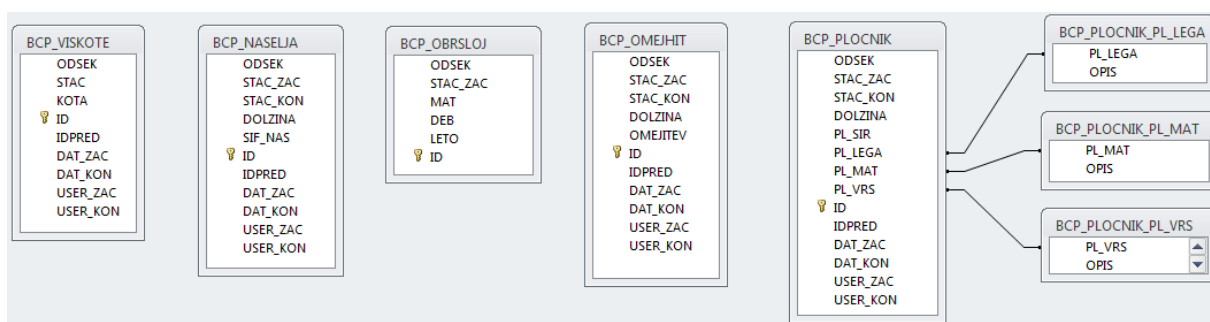 BCP_VISKOTE
ODSEK
STAC
KOTA
ID
IDPRED
DAT_ZAC
DAT_KON
USER_ZAC
USER_KON
BCP_NASELJA
ODSEK
STAC_ZAC
STAC_KON
DOLZINA
SIF_NAS
ID
IDPRED
DAT_ZAC
DAT_KON
USER_ZAC
USER_KON
BCP_OBRSLOJ
ODSEK
STAC_ZAC
MAT
DEB
LETO
ID
BCP_OMEJHIT
ODSEK
STAC_ZAC
STAC_KON
DOLZINA
OMEJITEV
ID
IDPRED
DAT_ZAC
DAT_KON
USER_ZAC
USER_KON
BCP_PLOCNIK
ODSEK
STAC_ZAC
STAC_KON
DOLZINA
PL_SIR
PL_LEGA
PL_MAT
PL_VRS
ID
IDPRED
DAT_ZAC
DAT_KON
USER_ZAC
USER_KON
BCP_PLOCNIK_PL_LEGA
PL_LEGA
OPIS
BCP_PLOCNIK_PL_MAT
PL_MAT
OPIS
BCP_PLOCNIK_PL_VRS
PL_VRS
OPIS